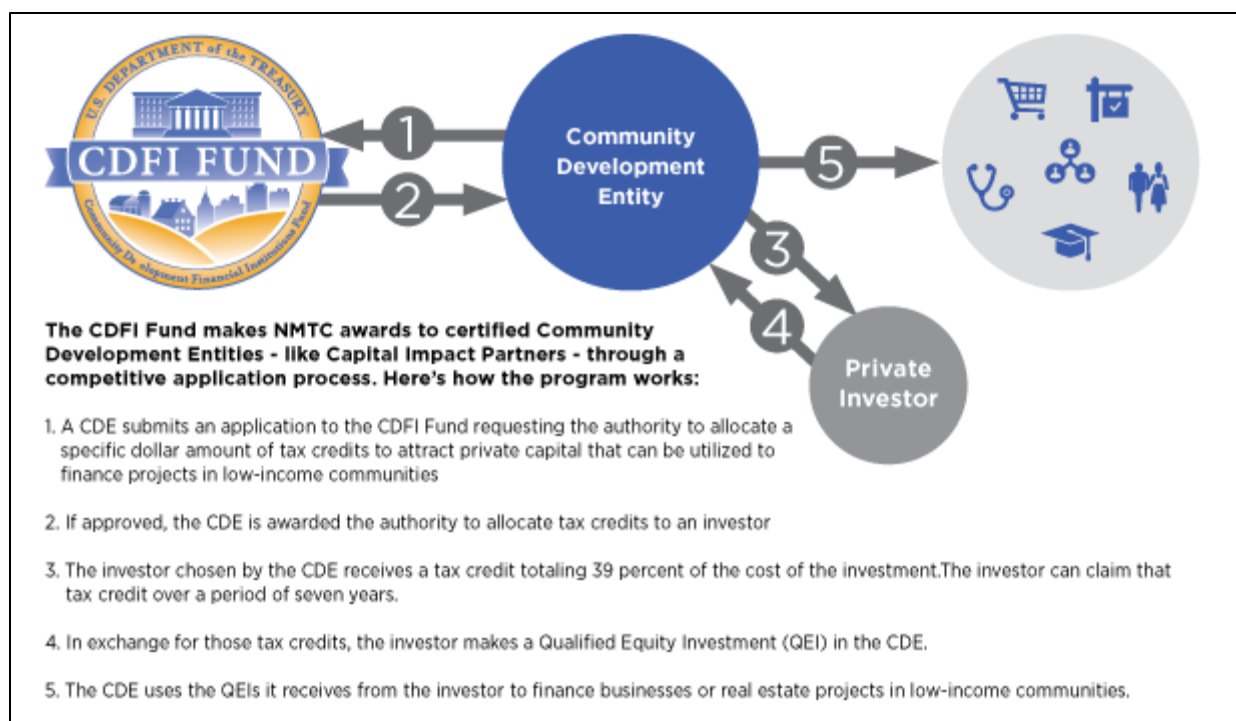 U.S. DEPARTMENT of the TREASURY
CDFI FUND
Community De elopment Financial Institutions Fund
1
2
Community
Development
Entity
5
3
4
Private
Investor
The CDFI Fund makes NMTC awards to certified Community
Development Entities - like Capital Impact Partners - through a
competitive application process. Here's how the program works:
1. A CDE submits an application to the CDFI Fund requesting the authority to allocate a
specific dollar amount of tax credits to attract private capital that can be utilized to
finance projects in low-income communities
2. If approved, the CDE is awarded the authority to allocate tax credits to an investor
3. The investor chosen by the CDE receives a tax credit totaling 39 percent of the cost of the investment.The investor can claim that
tax credit over a period of seven years.
4. In exchange for those tax credits, the investor makes a Qualified Equity Investment (QEI) in the CDE.
5. The CDE uses the QEIs it receives from the investor to finance businesses or real estate projects in low-income communities.